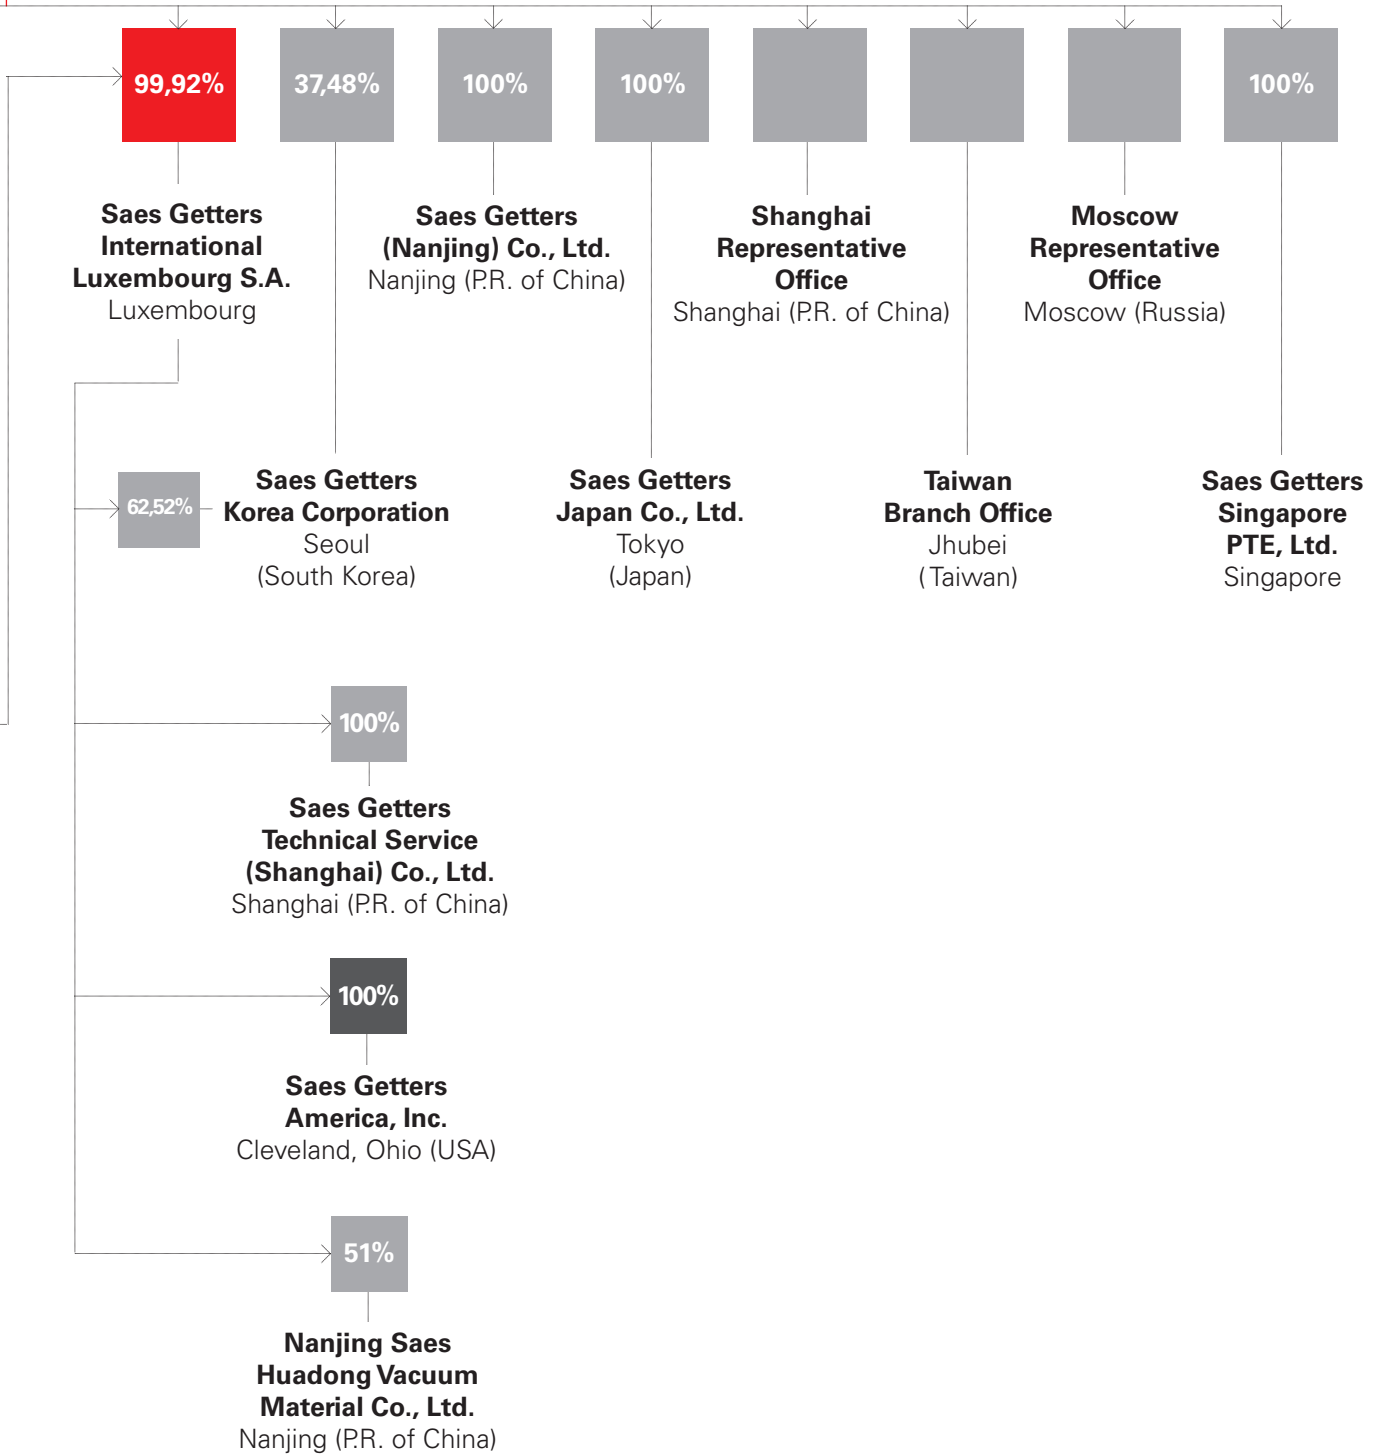 99,92%
37,48%
100%
100%
100%
Saes Getters
International
Luxembourg S.A.
Luxembourg
Saes Getters
(Nanjing) Co., Ltd.
Nanjing (P.R. of China)
Shanghai
Representative
Office
Shanghai (P.R. of China)
Moscow
Representative
Office
Moscow (Russia)
62,52%
Saes Getters
Korea Corporation
Seoul
(South Korea)
Saes Getters
Japan Co., Ltd.
Tokyo
(Japan)
Taiwan
Branch Office
Jhubei
( Taiwan)
Saes Getters
Singapore
PTE, Ltd.
Singapore
100%
Saes Getters
Technical Service
(Shanghai) Co., Ltd.
Shanghai (P.R. of China)
100%
Saes Getters
America, Inc.
Cleveland, Ohio (USA)
51%
Nanjing Saes
Huadong Vacuum
Material Co., Ltd.
Nanjing (P.R. of China)